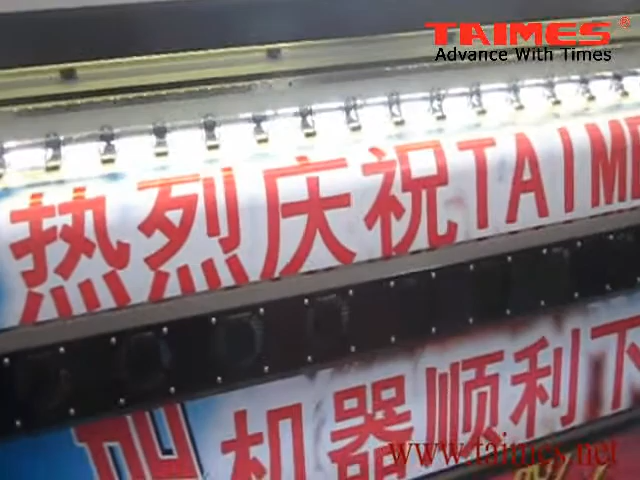 TAIMES®
Advance With Times
热烈庆祝TAIME
机器顺利下
www.taimes.net